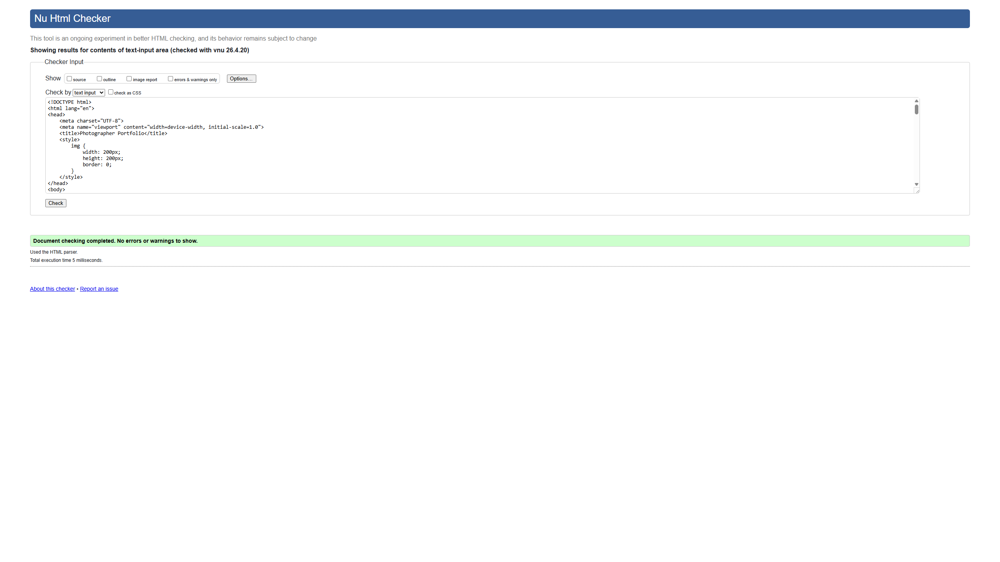 Nu Html Checker
This tool is an ongoing experiment in better HTML checking, and its behavior remains subject to change
Showing results for contents of text-input area (checked with vnu 26.4.20)
Checker Input
Show source outline image report errors & warnings only Options...
Check by text input check as CSS
<!DOCTYPE html>
<html lang="en">
<head>
    <meta charset="UTF-8">
    <meta name="viewport" content="width=device-width, initial-scale=1.0">
    <title>Photographer Portfolio</title>
    <style>
        img {
            width: 200px;
            height: 200px;
            border: 0;
        }
    </style>
</head>
<body>
Check
Document checking completed. No errors or warnings to show.
Used the HTML parser.
Total execution time 5 milliseconds.
About this checker • Report an issue